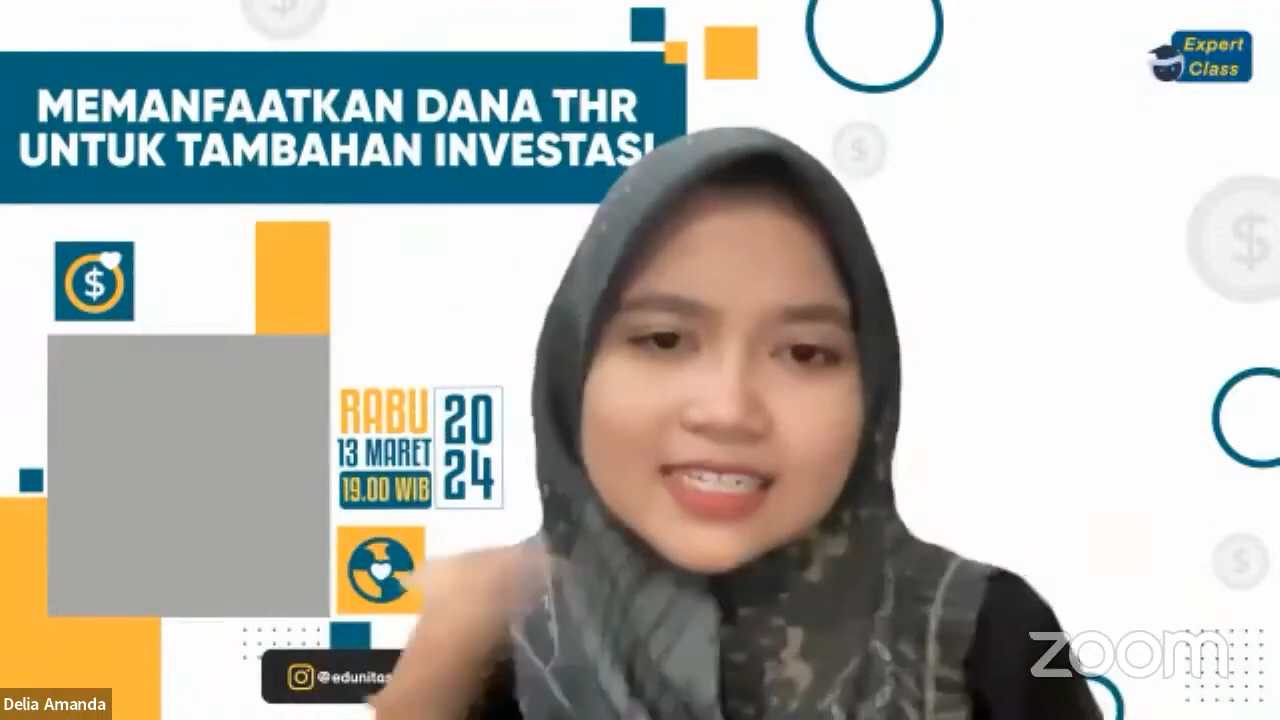 MEMANFAATKAN DANA THR
UNTUK TAMBAHAN INVESTASI
Expert
Class
RABU
13 MARET
19.00 WIB
20
24
@edunitas
Delia Amanda
zoom